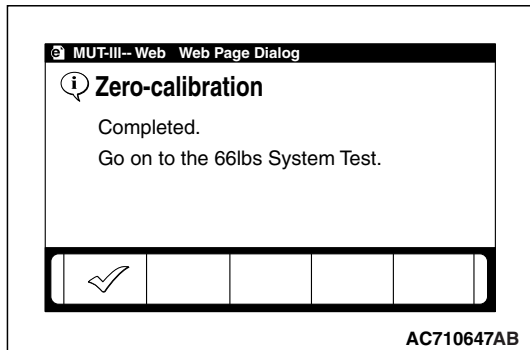 MUT-III-- Web Web Page Dialog
Zero-calibration
Completed.
Go on to the 66lbs System Test.
AC710647AB